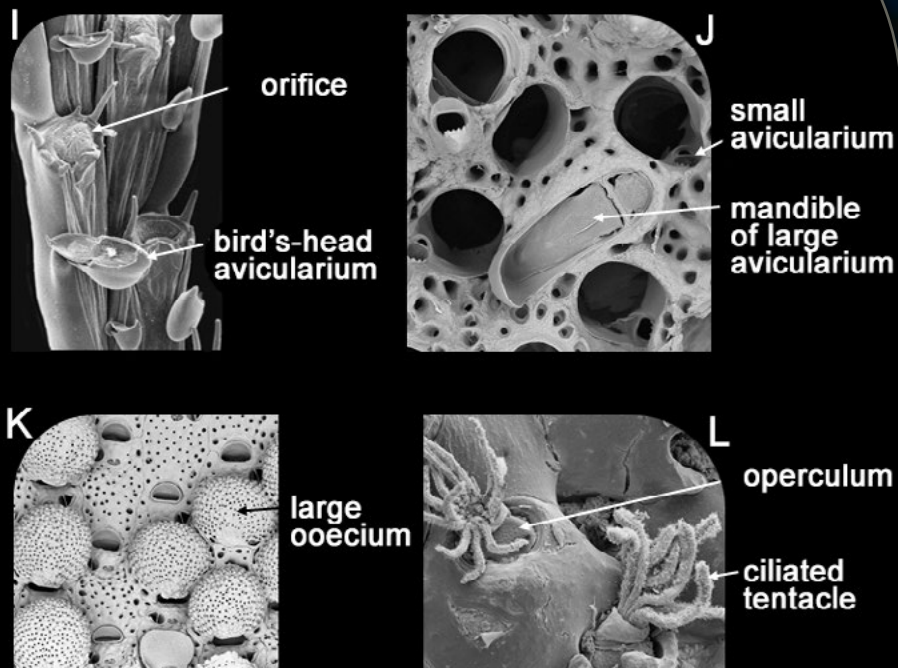 I
orifice
bird's-head
avicularium
J
small
avicularium
mandible
of large
avicularium
K
large
ooecium
L
operculum
ciliated
tentacle